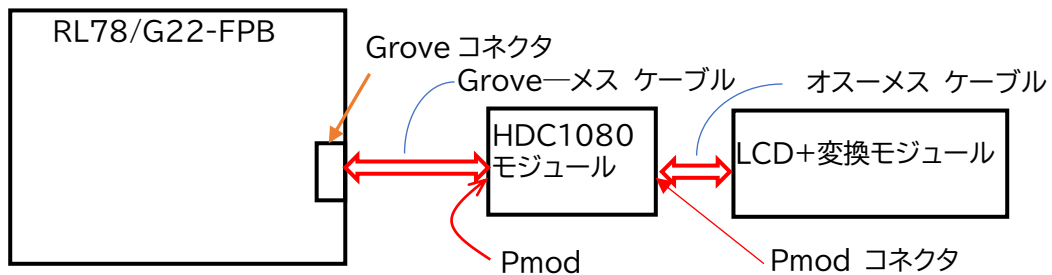 RL78/G22-FPB
Grove コネクタ
Grove―メス ケーブル
オスーメス ケーブル
HDC1080
モジュール
LCD+変換モジュール
Pmod
Pmod コネクタ